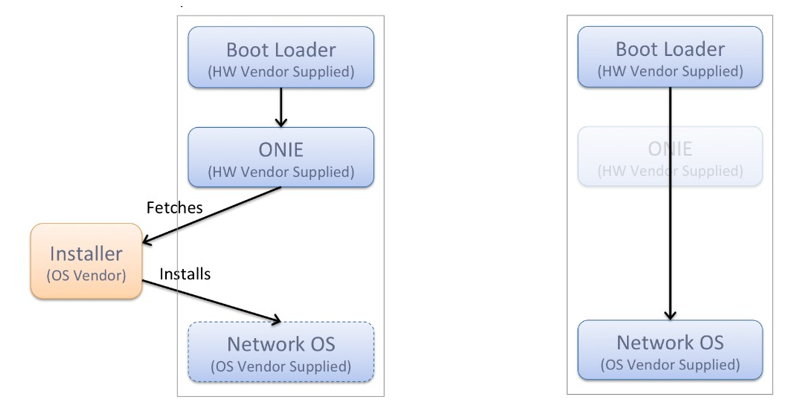 Boot Loader
(HW Vendor Supplied)
ONIE
(HW Vendor Supplied)
Fetches
Installer
(OS Vendor)
Installs
Network OS
(OS Vendor Supplied)
Boot Loader
(HW Vendor Supplied)
ONIE
(HW Vendor Supplied)
Network OS
(OS Vendor Supplied)